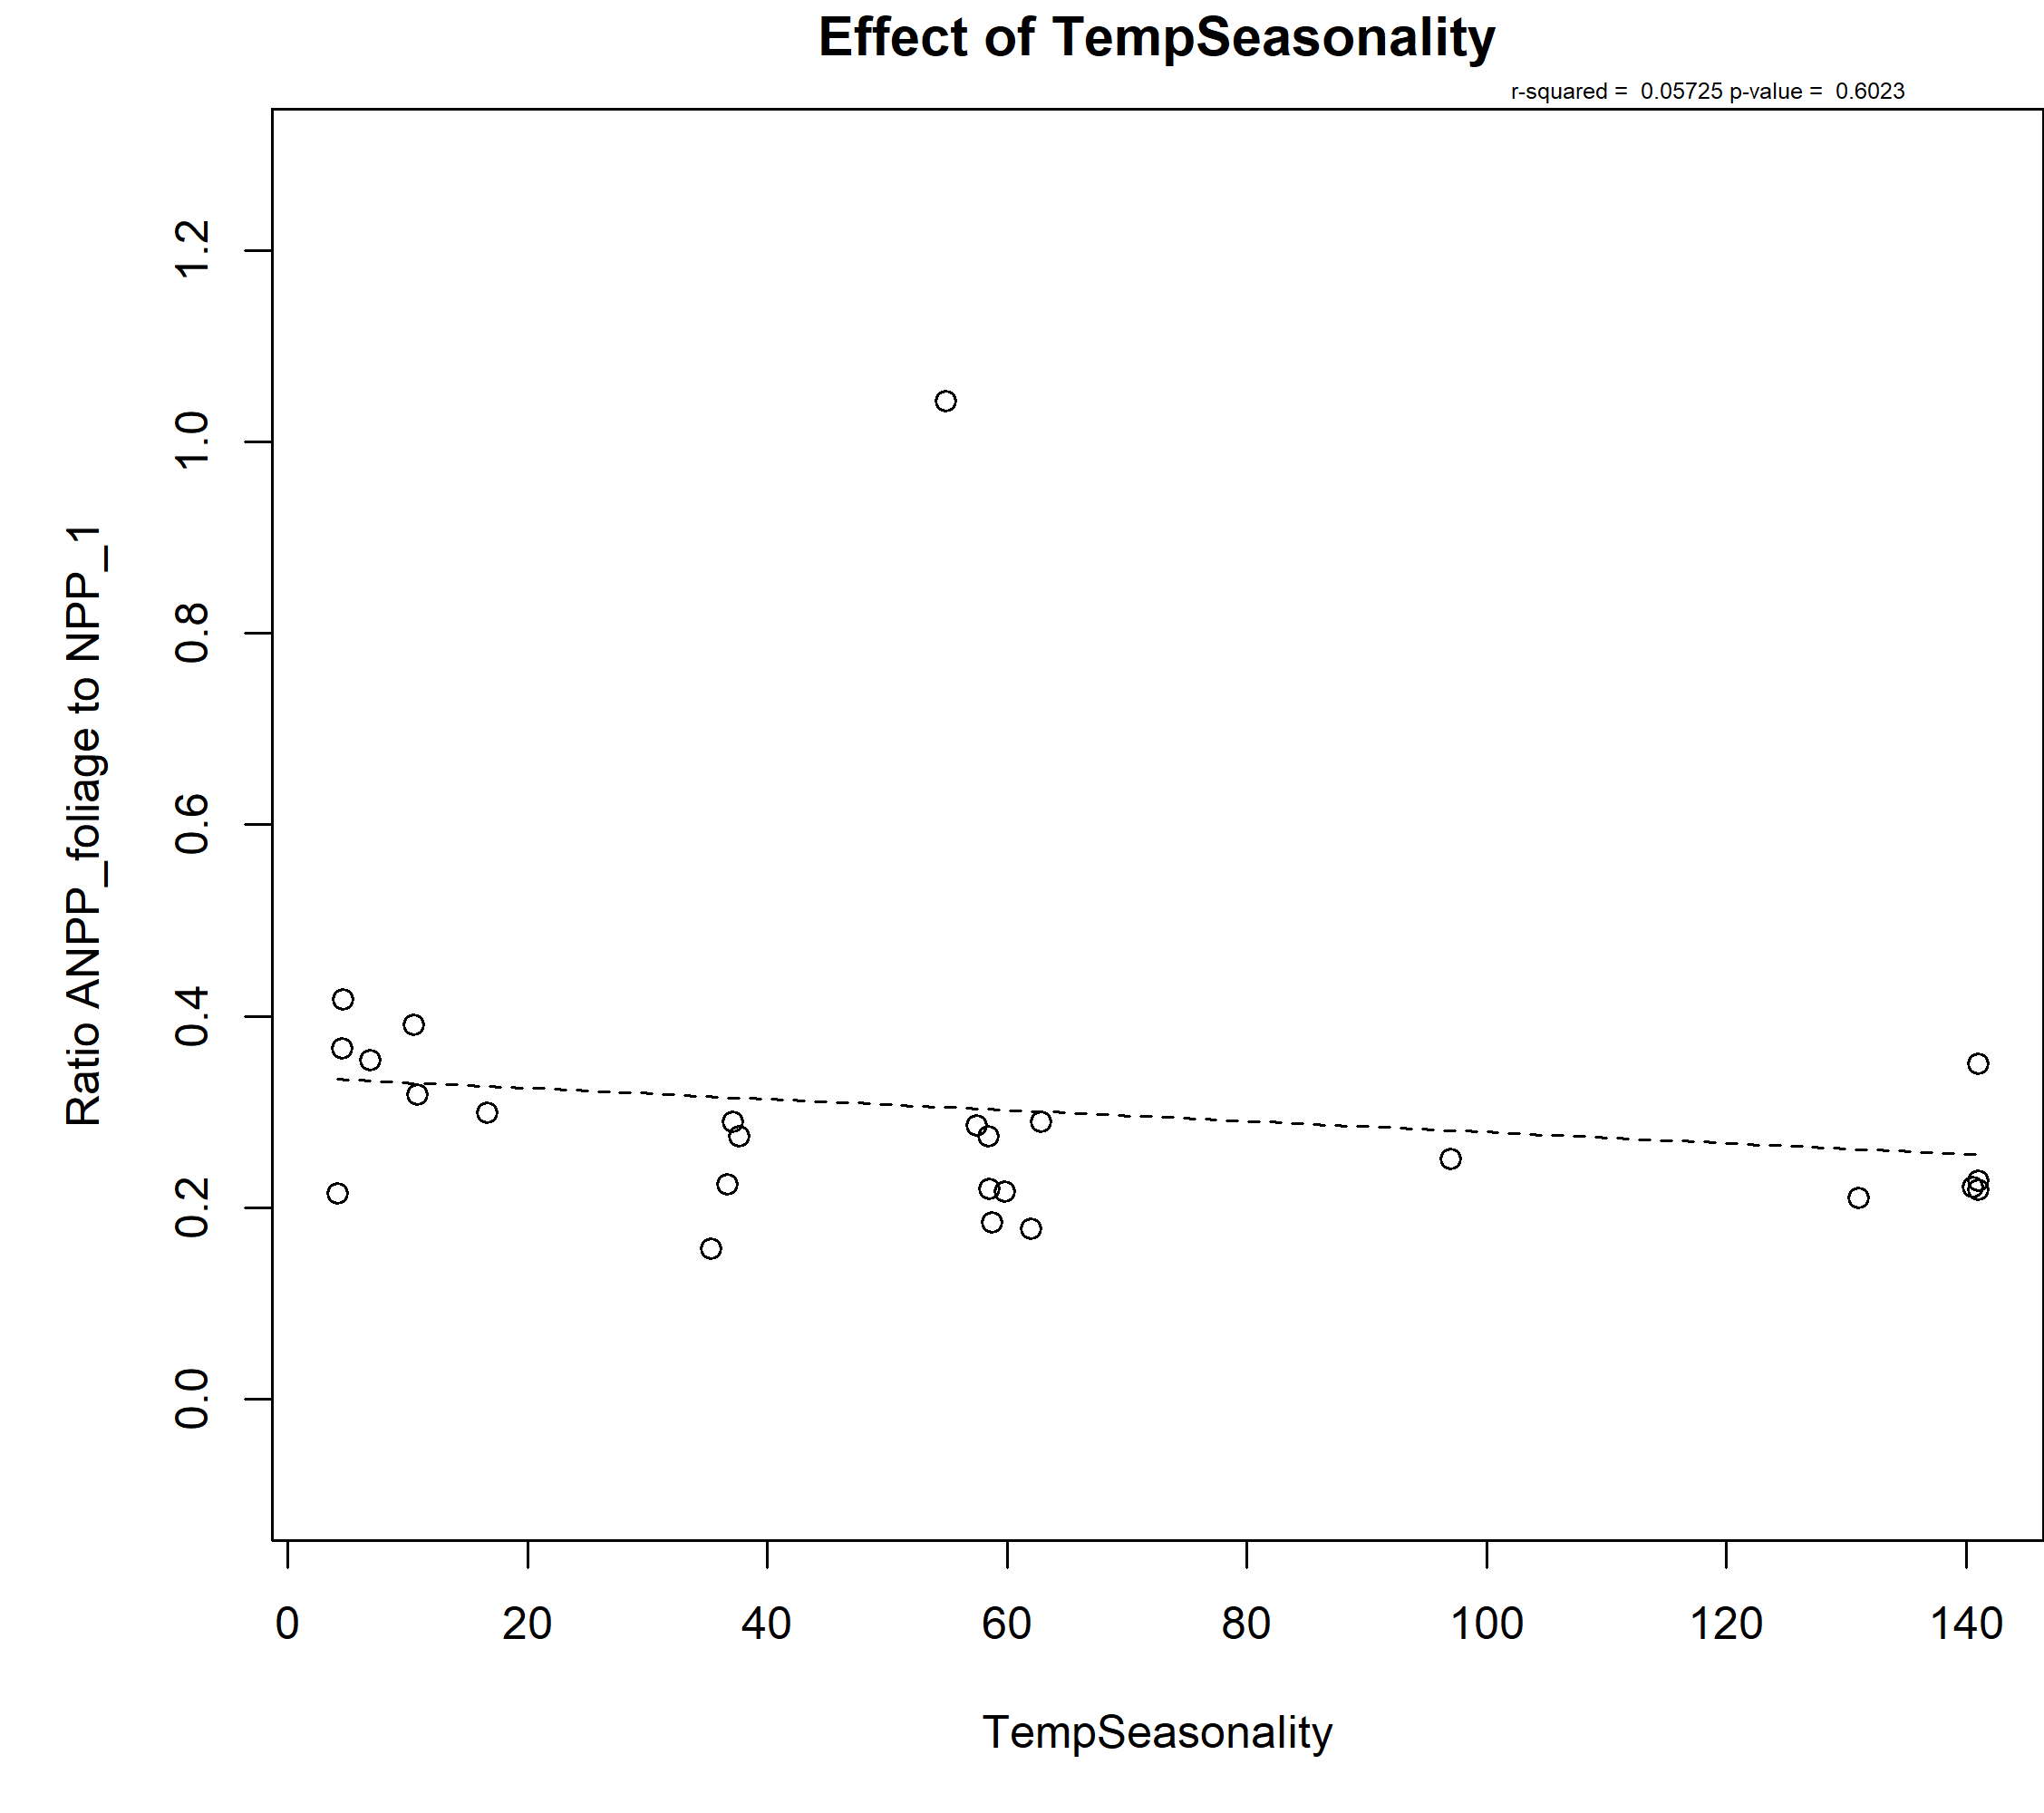 Effect of TempSeasonality
r-squared = 0.05725 p-value = 0.6023
Ratio ANPP_foliage to NPP_1
1.2
1.0
0.8
0.6
0.4
0.2
0.0
0 20 40 60 80 100 120 140
TempSeasonality